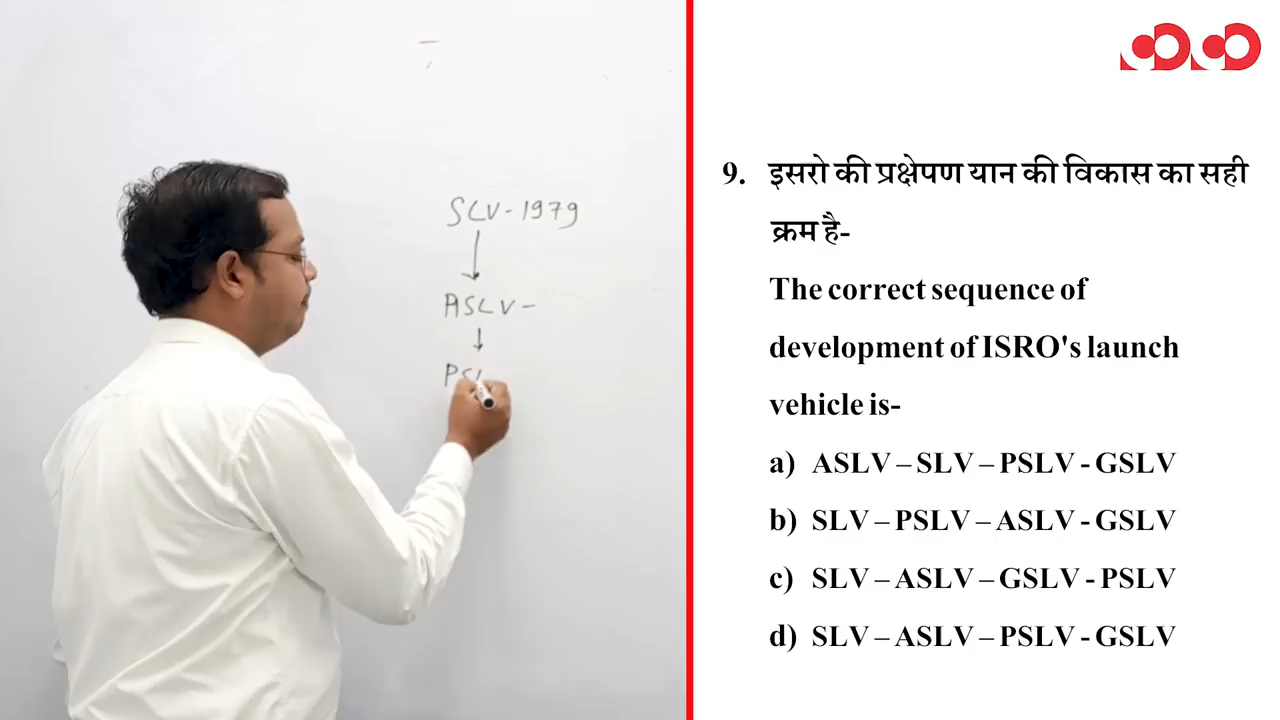 SLV - 1979
ASLV -
PSL
9. इसरो की प्रक्षेपण यान की विकास का सही
क्रम है-
The correct sequence of
development of ISRO's launch
vehicle is-
a) ASLV – SLV – PSLV - GSLV
b) SLV – PSLV – ASLV - GSLV
c) SLV – ASLV – GSLV - PSLV
d) SLV – ASLV – PSLV - GSLV